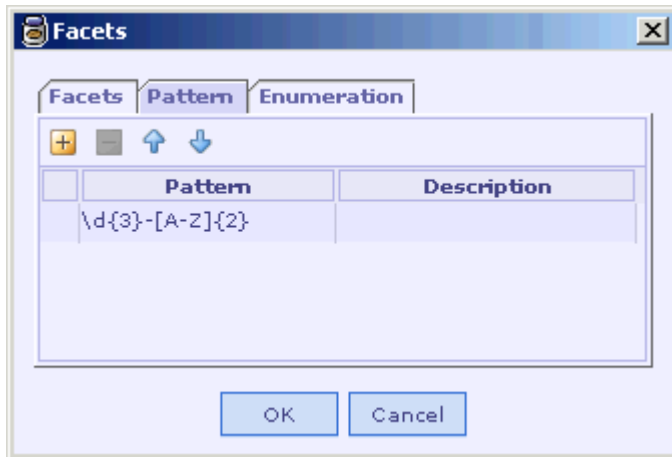 Facets
Facets Pattern Enumeration
Pattern Description
\d{3}-[A-Z]{2}
OK Cancel